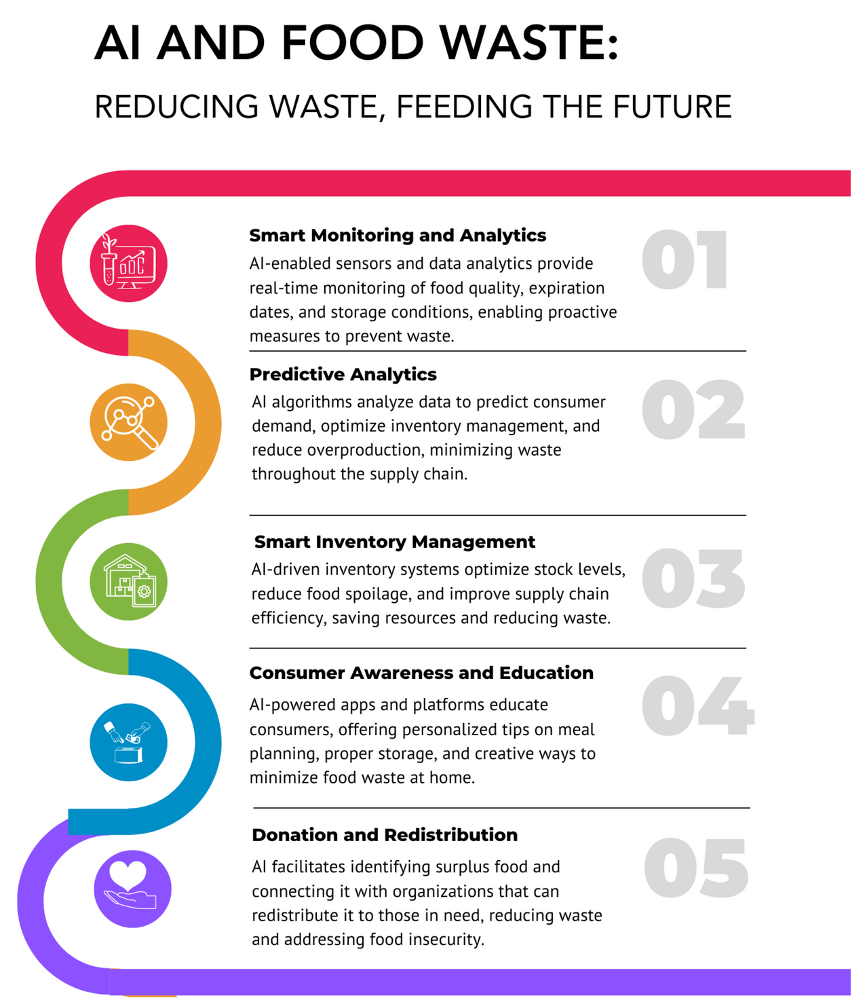 AI AND FOOD WASTE:
REDUCING WASTE, FEEDING THE FUTURE
Smart Monitoring and Analytics
AI-enabled sensors and data analytics provide
real-time monitoring of food quality, expiration
dates, and storage conditions, enabling proactive
measures to prevent waste.
01
Predictive Analytics
AI algorithms analyze data to predict consumer
demand, optimize inventory management, and
reduce overproduction, minimizing waste
throughout the supply chain.
02
Smart Inventory Management
AI-driven inventory systems optimize stock levels,
reduce food spoilage, and improve supply chain
efficiency, saving resources and reducing waste.
03
Consumer Awareness and Education
AI-powered apps and platforms educate
consumers, offering personalized tips on meal
planning, proper storage, and creative ways to
minimize food waste at home.
04
Donation and Redistribution
AI facilitates identifying surplus food and
connecting it with organizations that can
redistribute it to those in need, reducing waste
and addressing food insecurity.
05